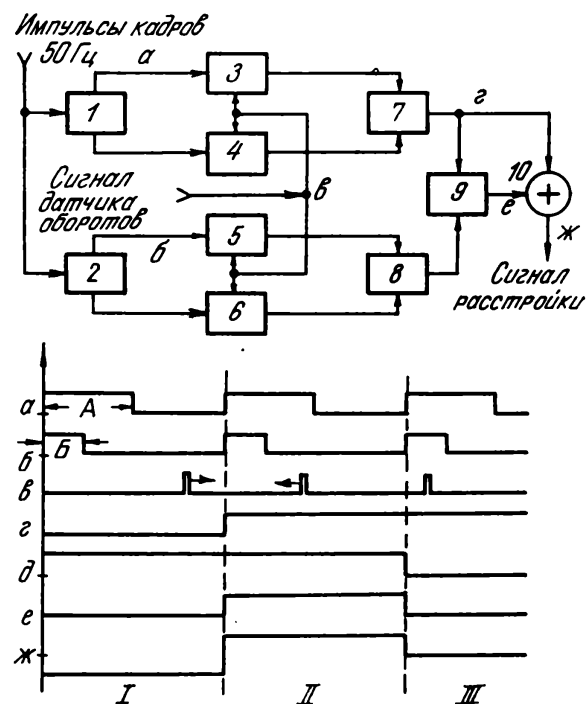 Импульсы кадров
50 Гц
а
1
3
4
7
г
Сигнал
датчика
оборотов
в
9
10
е
+
ж
2
б
5
6
8
Сигнал
расстройки
а
А
б
Б
в
г
д
е
ж
I
II
III